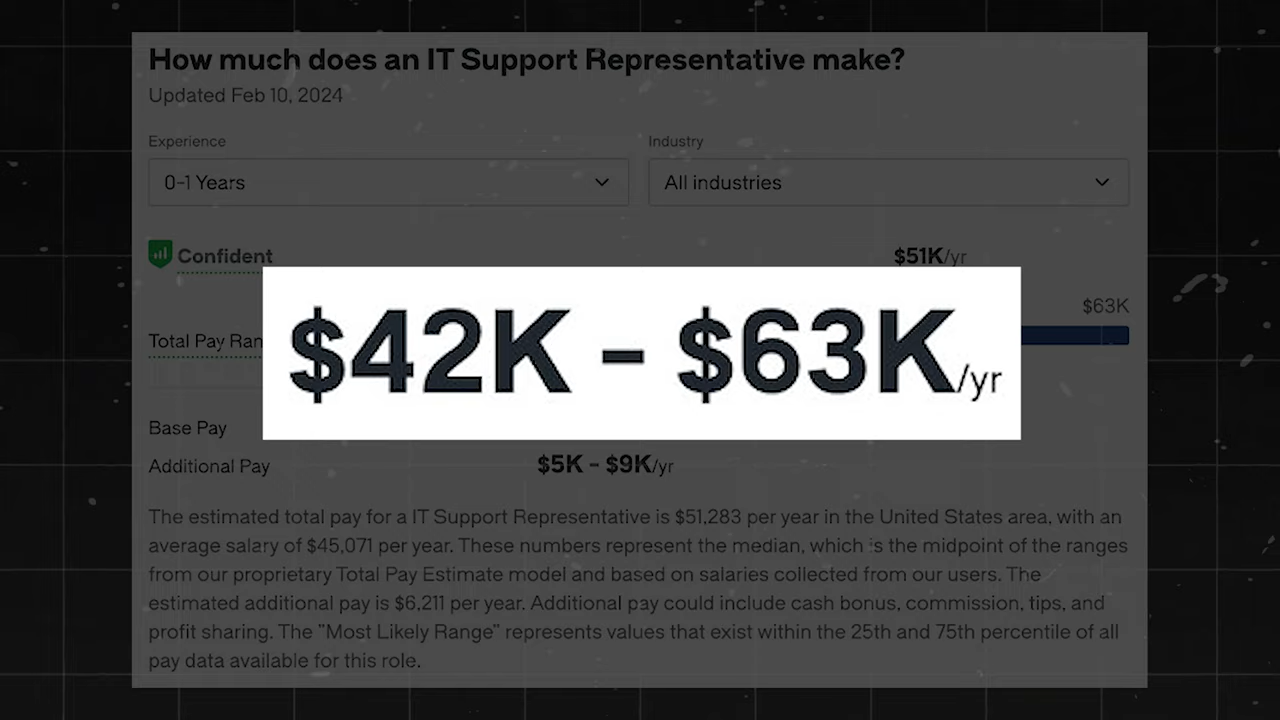 How much does an IT Support Representative make?
Updated Feb 10, 2024
Experience
Industry
0-1 Years
All industries
Confident
$51K/yr
$63K
Total Pay Ran
$42K - $63K/yr
Base Pay
Additional Pay
$5K - $9K/yr
The estimated total pay for a IT Support Representative is $51,283 per year in the United States area, with an
average salary of $45,071 per year. These numbers represent the median, which is the midpoint of the ranges
from our proprietary Total Pay Estimate model and based on salaries collected from our users. The
estimated additional pay is $6,211 per year. Additional pay could include cash bonus, commission, tips, and
profit sharing. The "Most Likely Range" represents values that exist within the 25th and 75th percentile of all
pay data available for this role.